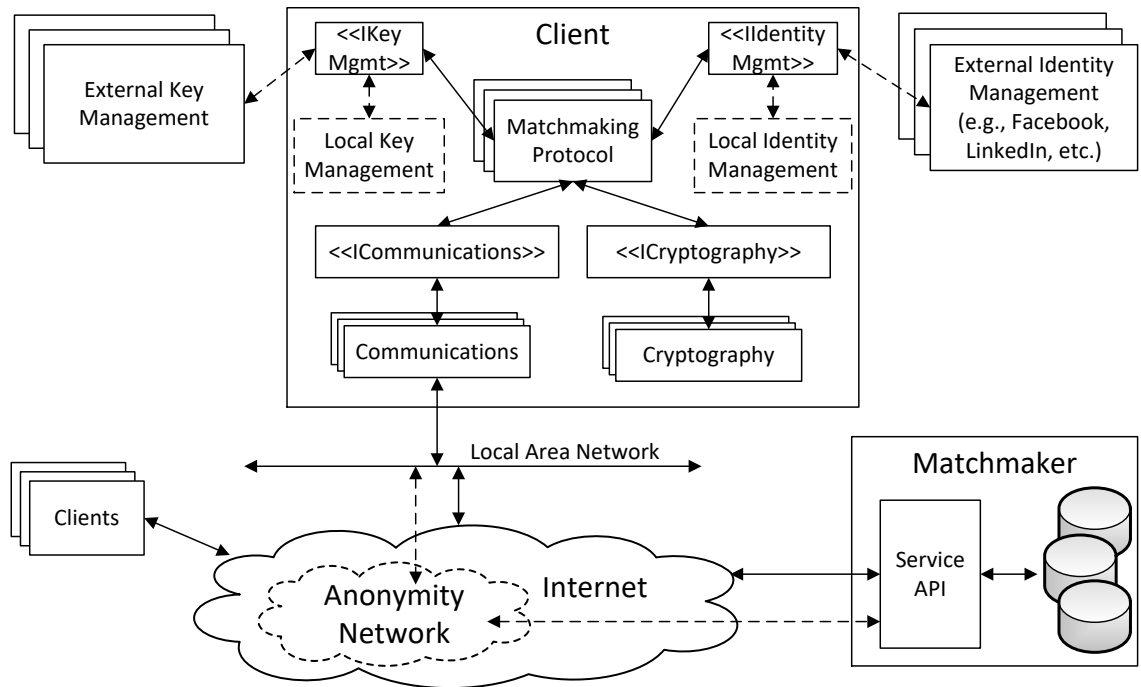 Client
<<IKey
Mgmt>>
<<IIdentity
Mgmt>>
External Key
Management
External Identity
Management
(e.g., Facebook,
LinkedIn, etc.)
Matchmaking
Protocol
Local Key
Management
Local Identity
Management
<<ICommunications>>
<<ICryptography>>
Communications
Cryptography
Local Area Network
Matchmaker
Clients
Service
API
Internet
Anonymity
Network